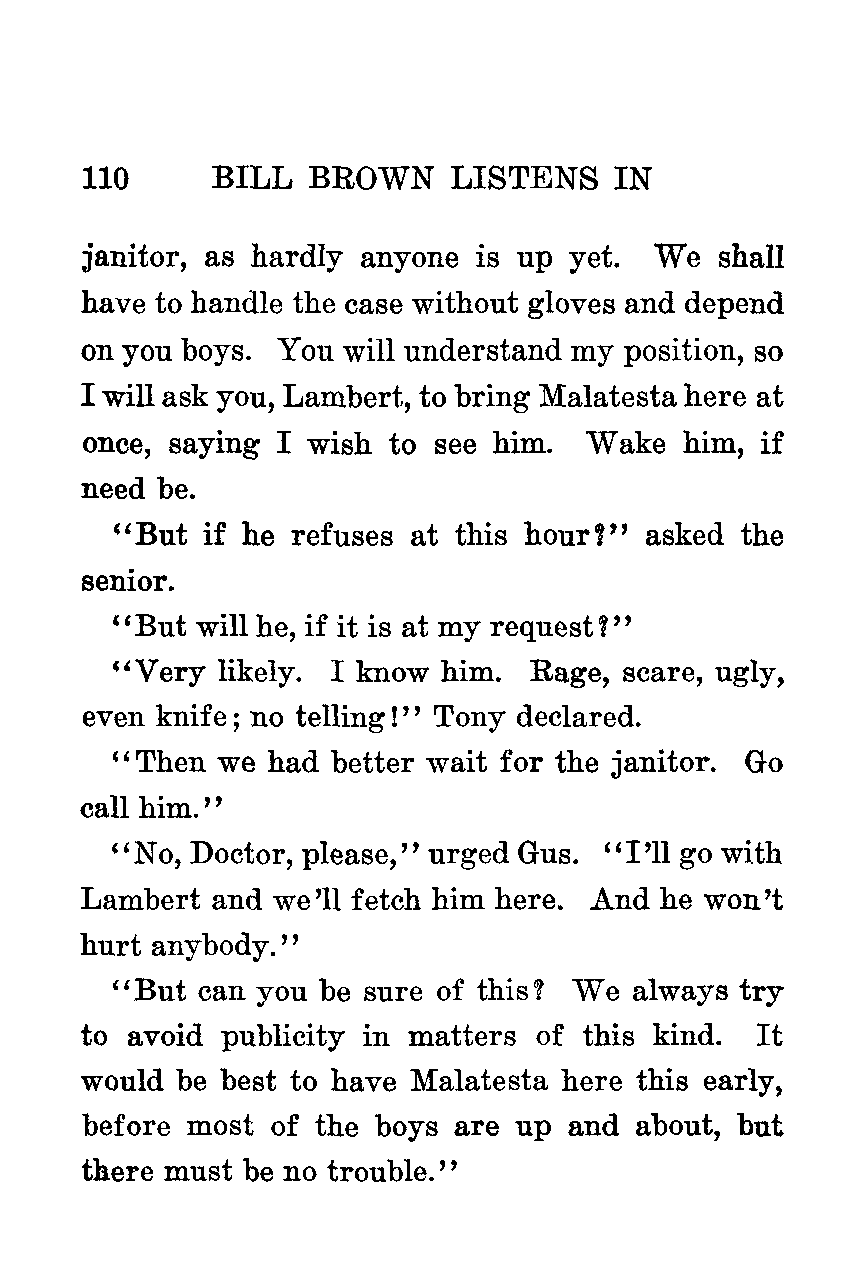 110 BILL BROWN LISTENS IN
janitor, as hardly anyone is up yet. We shall
have to handle the case without gloves and depend
on you boys. You will understand my position, so
I will ask you, Lambert, to bring Malatesta here at
once, saying I wish to see him. Wake him, if
need be.
"But if he refuses at this hour?" asked the
senior.
"But will he, if it is at my request?"
"Very likely. I know him. Rage, scare, ugly,
even knife; no telling!" Tony declared.
"Then we had better wait for the janitor. Go
call him."
"No, Doctor, please," urged Gus. "I'll go with
Lambert and we'll fetch him here. And he won't
hurt anybody."
"But can you be sure of this? We always try
to avoid publicity in matters of this kind. It
would be best to have Malatesta here this early,
before most of the boys are up and about, but
there must be no trouble."